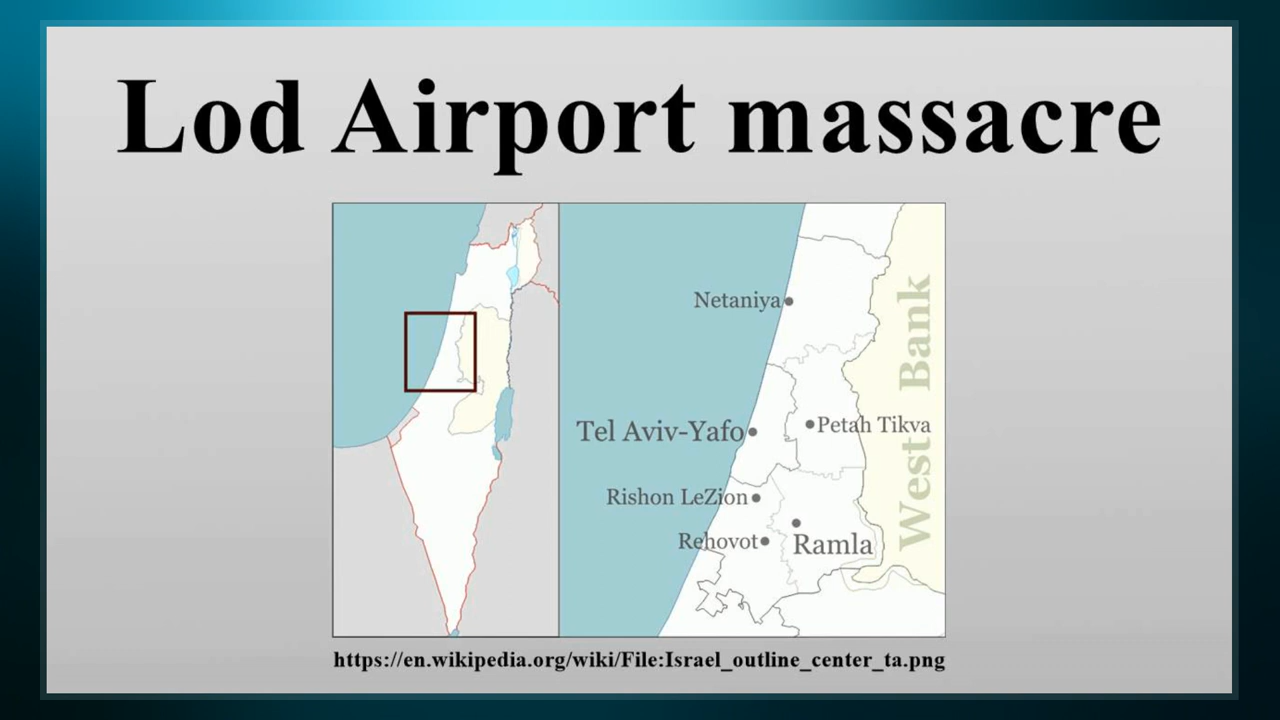 Lod Airport massacre
Netaniya
Tel Aviv-Yafo
Petah Tikva
West Bank
Rishon LeZion
Rehovot
Ramla
https://en.wikipedia.org/wiki/File:Israel_outline_center_ta.png